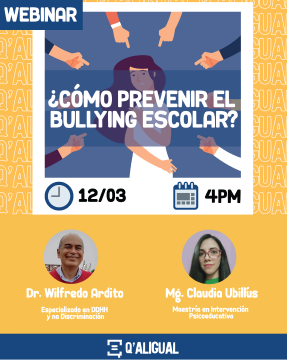 WEBINAR
¿CÓMO PREVENIR EL
BULLYING ESCOLAR?
12/03
4PM
Dr. Wilfredo Ardito
Especializado en DDHH
y no Discriminación
Mg. Claudia Ubillús
Maestría en Intervención
Psicoeducativa
Q'ALIGUAL